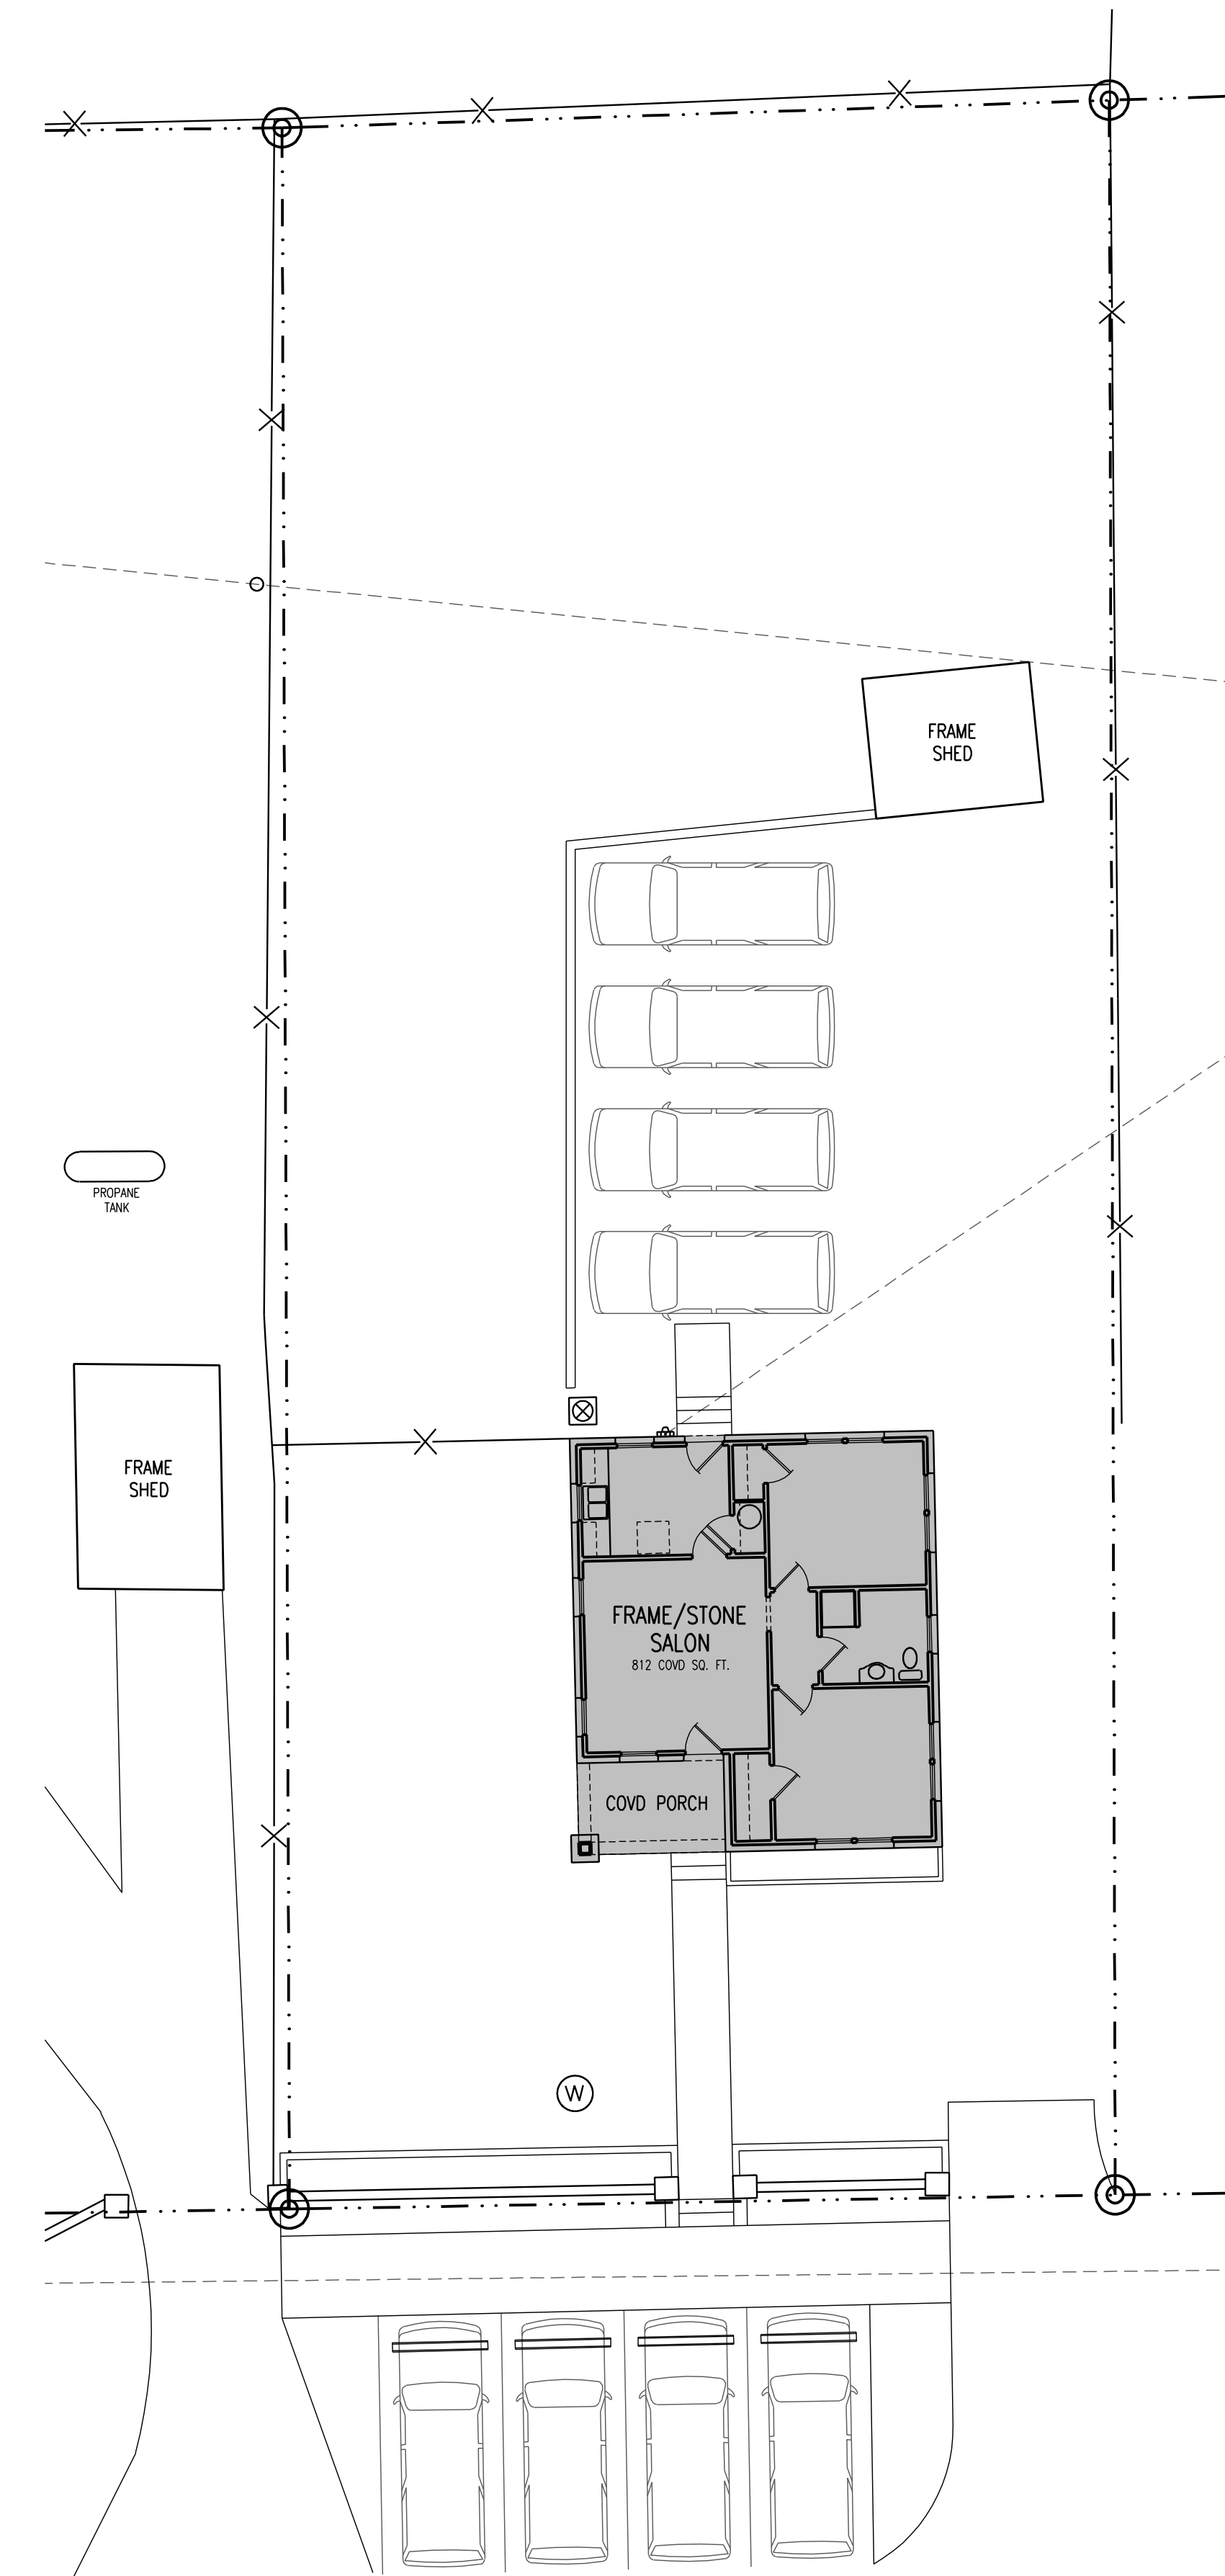 FRAME
SHED
PROPANE
TANK
FRAME
SHED
FRAME/STONE
SALON
812 COVD SQ. FT.
COVD PORCH
W